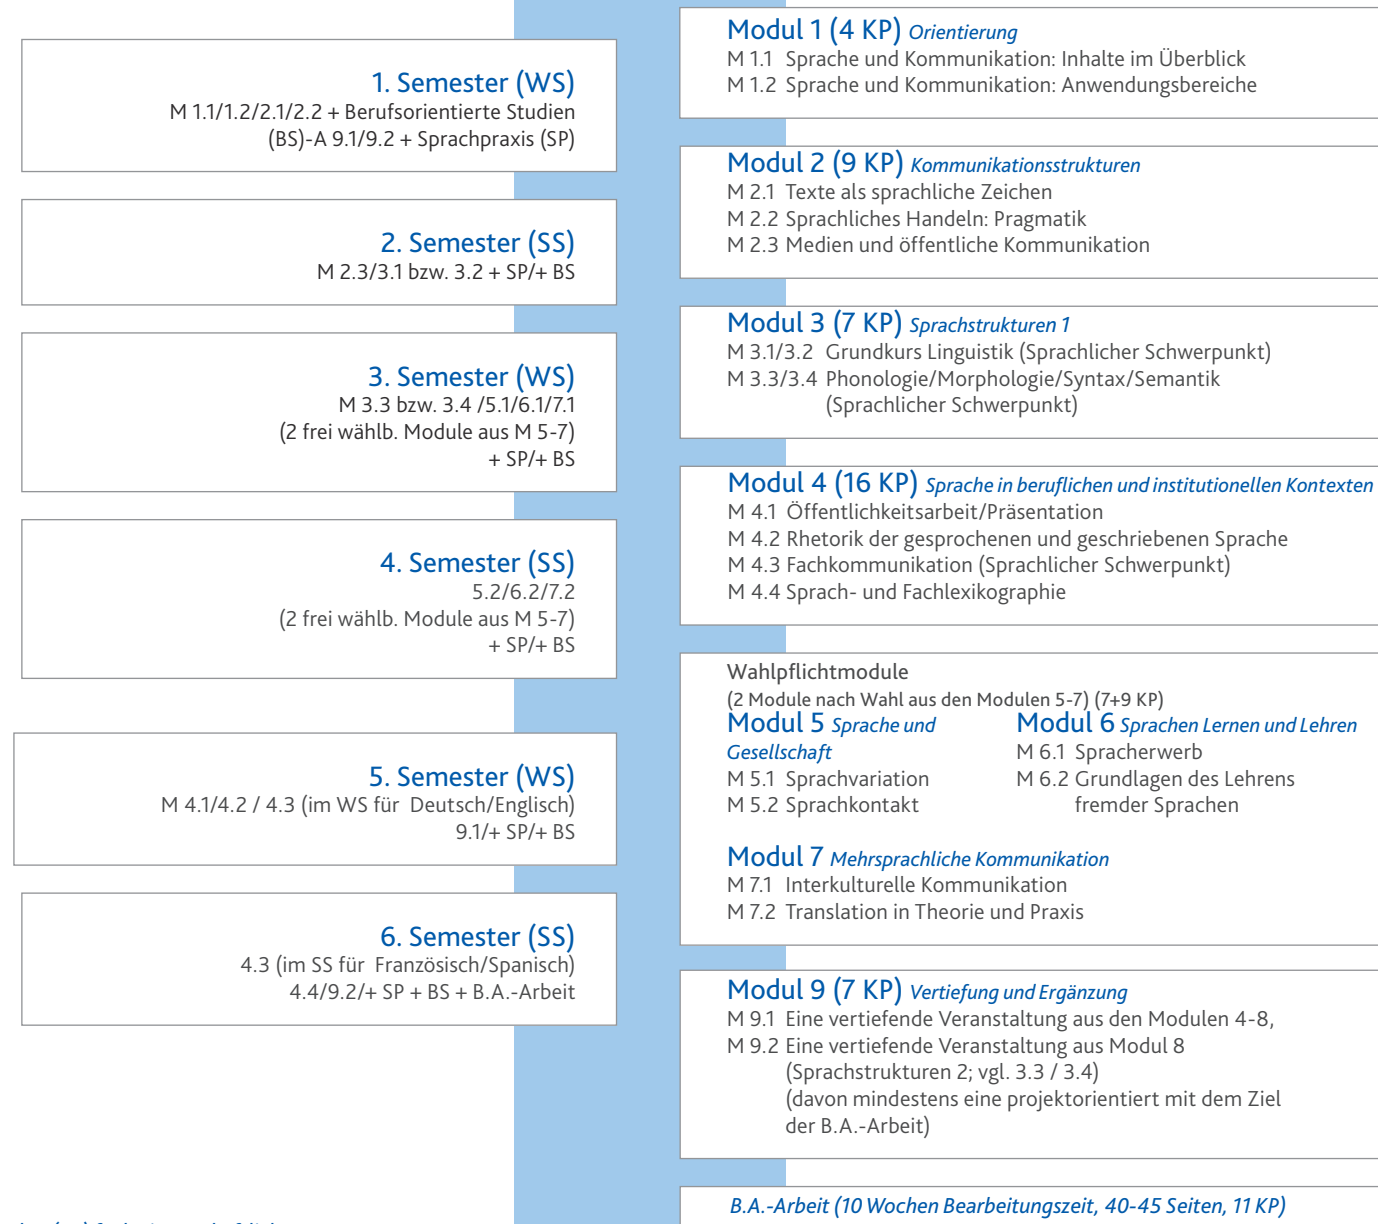 1. Semester (WS)
M 1.1/1.2/2.1/2.2 + Berufsorientierte Studien
(BS)-A 9.1/9.2 + Sprachpraxis (SP)
2. Semester (SS)
M 2.3/3.1 bzw. 3.2 + SP/+ BS
3. Semester (WS)
M 3.3 bzw. 3.4 /5.1/6.1/7.1
(2 frei wählb. Module aus M 5-7)
+ SP/+ BS
4. Semester (SS)
5.2/6.2/7.2
(2 frei wählb. Module aus M 5-7)
+ SP/+ BS
5. Semester (WS)
M 4.1/4.2 / 4.3 (im WS für Deutsch/Englisch)
9.1/+ SP/+ BS
6. Semester (SS)
4.3 (im SS für Französisch/Spanisch)
4.4/9.2/+ SP + BS + B.A.-Arbeit
Modul 1 (4 KP) Orientierung
M 1.1 Sprache und Kommunikation: Inhalte im Überblick
M 1.2 Sprache und Kommunikation: Anwendungsbereiche
Modul 2 (9 KP) Kommunikationsstrukturen
M 2.1 Texte als sprachliche Zeichen
M 2.2 Sprachliches Handeln: Pragmatik
M 2.3 Medien und öffentliche Kommunikation
Modul 3 (7 KP) Sprachstrukturen 1
M 3.1/3.2 Grundkurs Linguistik (Sprachlicher Schwerpunkt)
M 3.3/3.4 Phonologie/Morphologie/Syntax/Semantik
(Sprachlicher Schwerpunkt)
Modul 4 (16 KP) Sprache in beruflichen und institutionellen Kontexten
M 4.1 Öffentlichkeitsarbeit/Präsentation
M 4.2 Rhetorik der gesprochenen und geschriebenen Sprache
M 4.3 Fachkommunikation (Sprachlicher Schwerpunkt)
M 4.4 Sprach- und Fachlexikographie
Wahlpflichtmodule
(2 Module nach Wahl aus den Modulen 5-7) (7+9 KP)
Modul 5 Sprache und
Gesellschaft
M 5.1 Sprachvariation
M 5.2 Sprachkontakt
Modul 6 Sprachen Lernen und Lehren
M 6.1 Spracherwerb
M 6.2 Grundlagen des Lehrens
fremder Sprachen
Modul 7 Mehrsprachliche Kommunikation
M 7.1 Interkulturelle Kommunikation
M 7.2 Translation in Theorie und Praxis
Modul 9 (7 KP) Vertiefung und Ergänzung
M 9.1 Eine vertiefende Veranstaltung aus den Modulen 4-8,
M 9.2 Eine vertiefende Veranstaltung aus Modul 8
(Sprachstrukturen 2; vgl. 3.3 / 3.4)
(davon mindestens eine projektorientiert mit dem Ziel
der B.A.-Arbeit)
B.A.-Arbeit (10 Wochen Bearbeitungszeit, 40-45 Seiten, 11 KP)